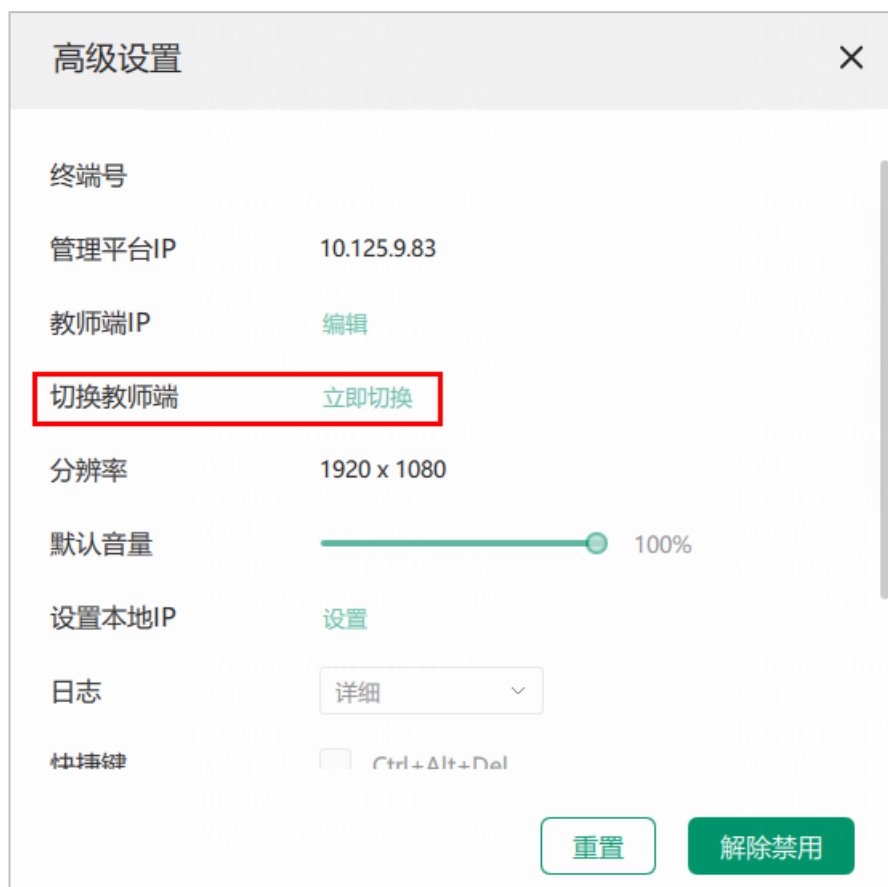 高级设置
终端号
管理平台IP 10.125.9.83
教师端IP 编辑
切换教师端 立即切换
分辨率 1920 x 1080
默认音量 100%
设置本地IP 设置
日志 详细
快捷键 Ctrl+Alt+Del
重置 解除禁用